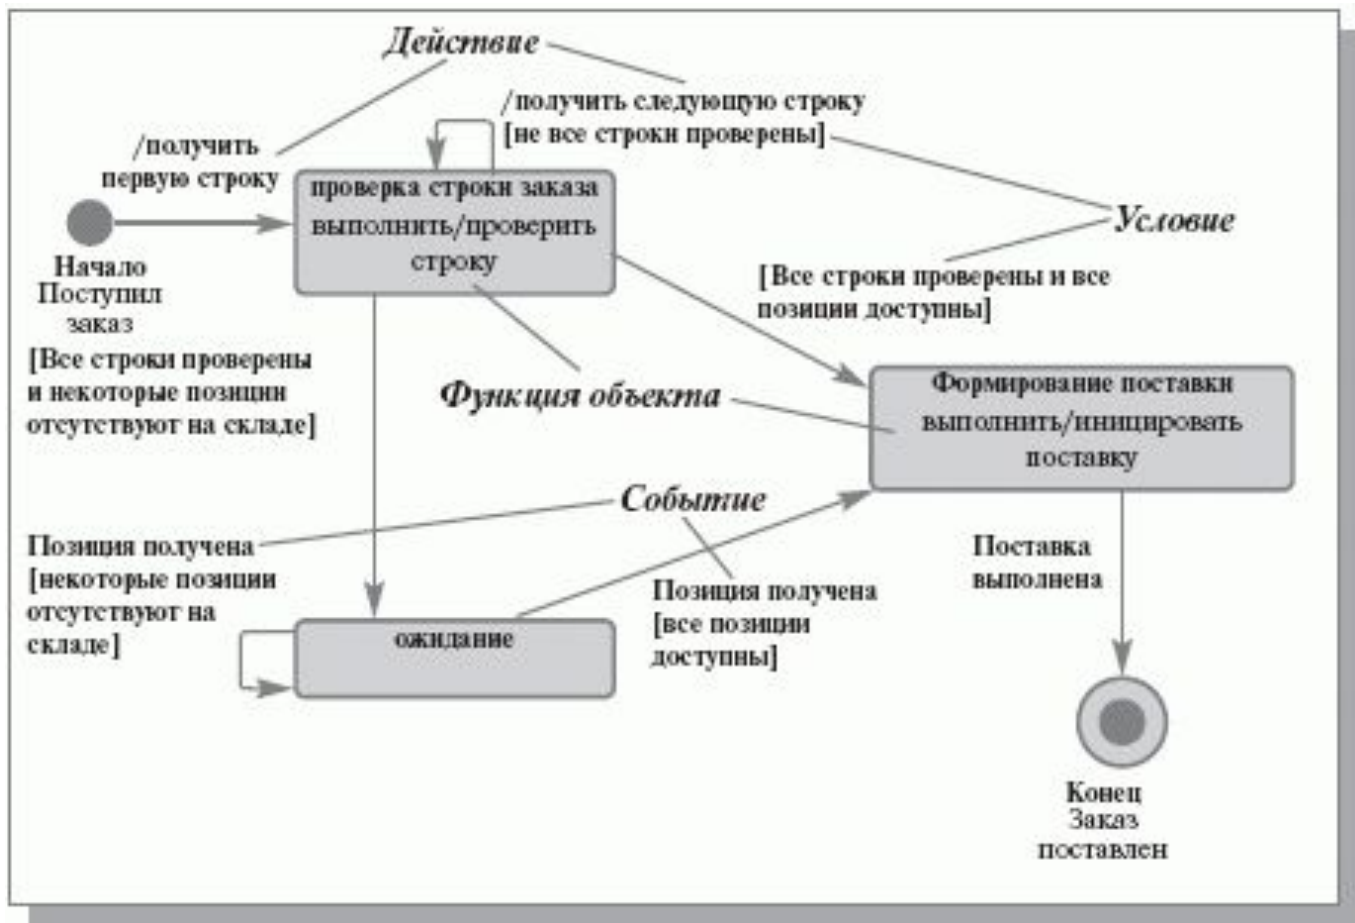 Действие
/получить следующую строку
[не все строки проверены]
/получить
первую строку
проверка строки заказа
выполнить/проверить
строку
Условие
Начало
Поступил
заказ
[Все строки проверены и все
позиции доступны]
[Все строки проверены
и некоторые позиции
отсутствуют на складе]
Функция объекта
Формирование поставки
выполнить/иницировать
поставку
Событие
Позиция получена
[некоторые позиции
отсутствуют на
складе]
Поставка
выполнена
Позиция получена
[все позиции
доступны]
ожидание
Конец
Заказ
поставлен